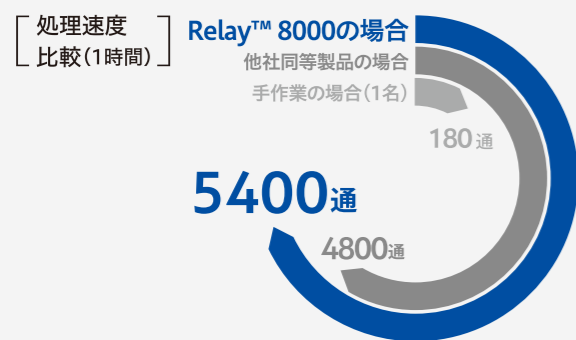 処理速度
比較（1時間）
Relay™ 8000の場合
他社同等製品の場合
手作業の場合（1名）
180通
5400通
4800通